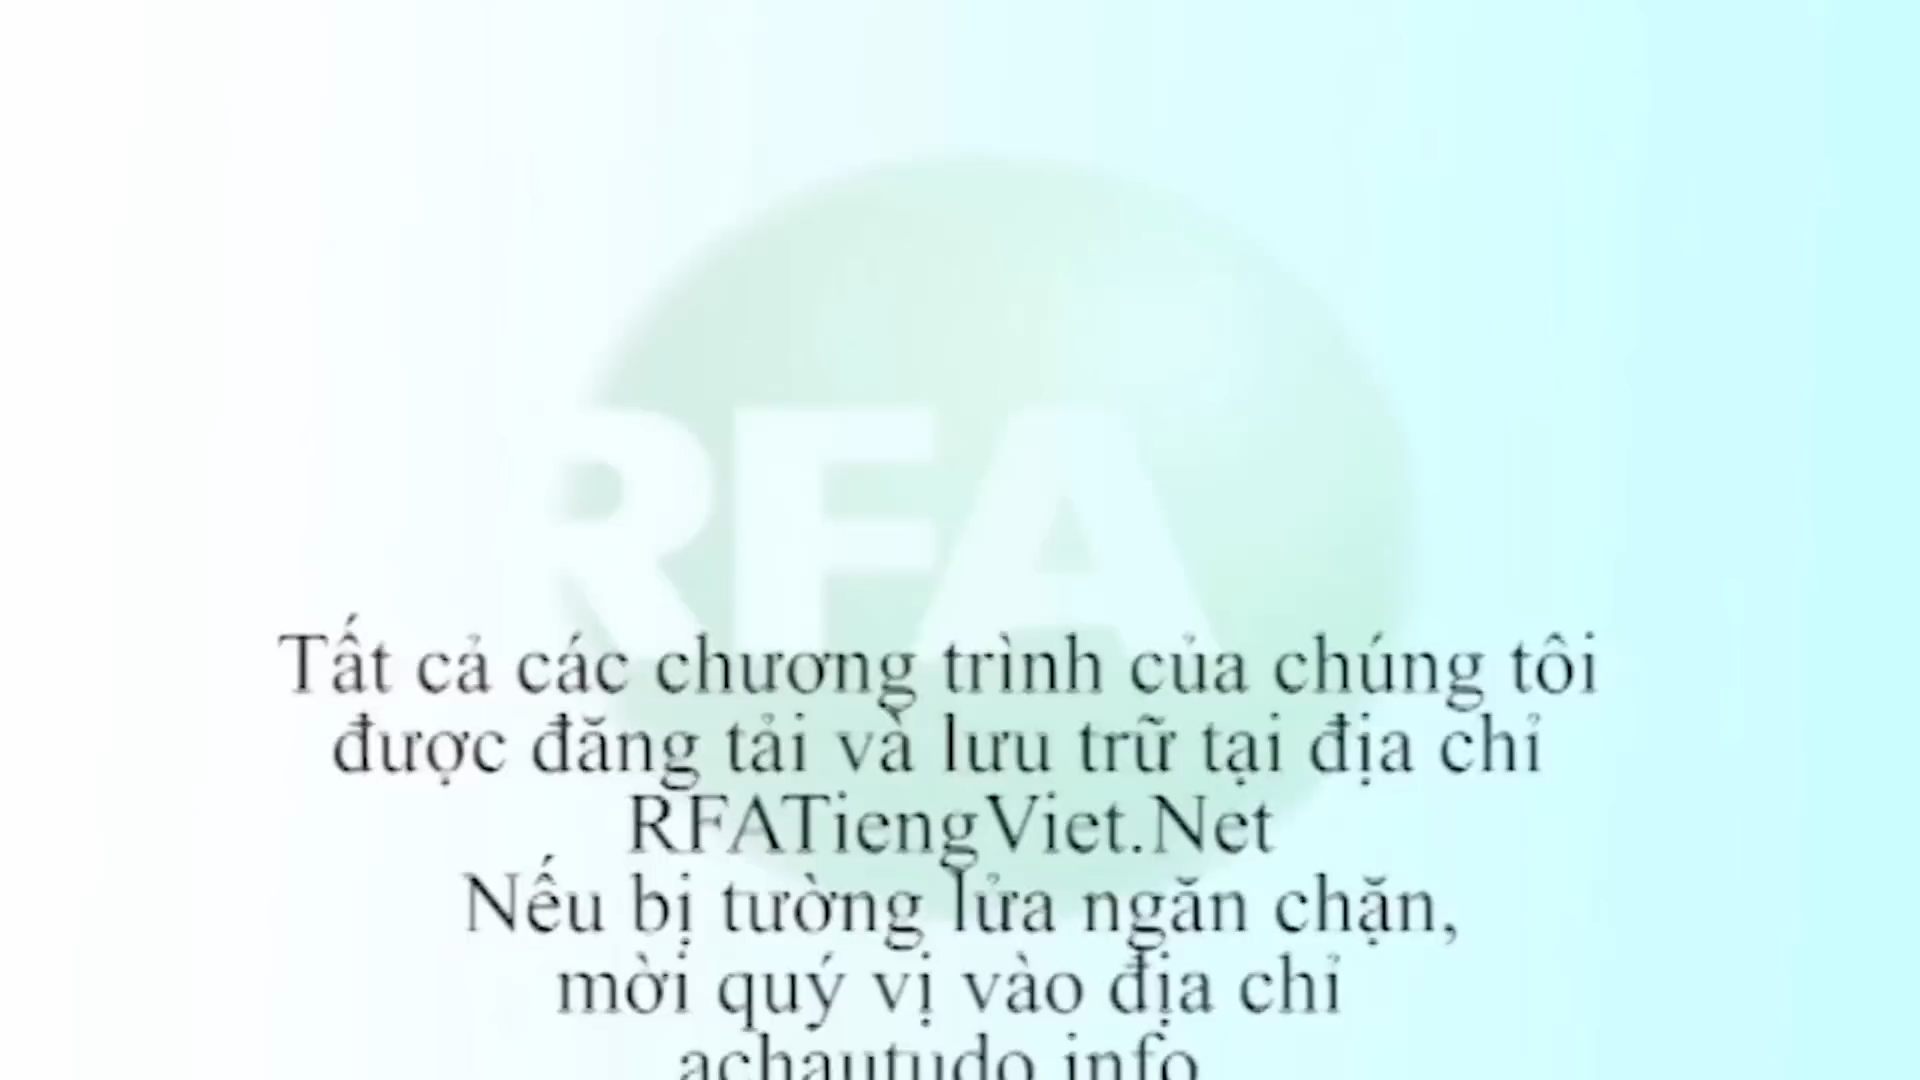 RFA
Tất cả các chương trình của chúng tôi
được đăng tải và lưu trữ tại địa chỉ
RFATiengViet.Net
Nếu bị tường lửa ngăn chặn,
mời quý vị vào địa chỉ
achautudo.info